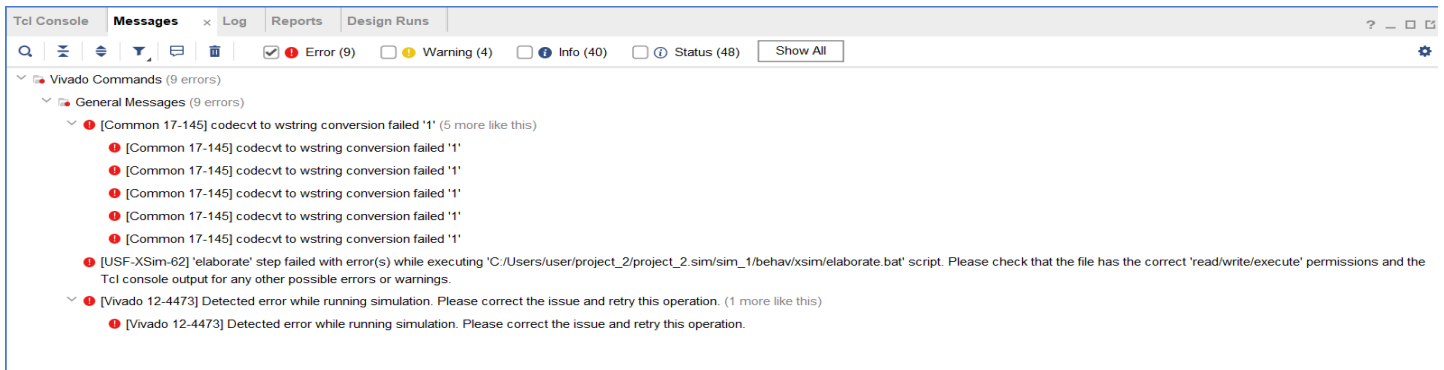 Tcl Console Messages × Log Reports Design Runs ?
Error (9) Warning (4) Info (40) Status (48) Show All
Vivado Commands (9 errors)
General Messages (9 errors)
[Common 17-145] codecvt to wstring conversion failed '1' (5 more like this)
[Common 17-145] codecvt to wstring conversion failed '1'
[Common 17-145] codecvt to wstring conversion failed '1'
[Common 17-145] codecvt to wstring conversion failed '1'
[Common 17-145] codecvt to wstring conversion failed '1'
[Common 17-145] codecvt to wstring conversion failed '1'
[USF-XSim-62] 'elaborate' step failed with error(s) while executing 'C:/Users/user/project_2/project_2.sim/sim_1/behav/xsim/elaborate.bat' script. Please check that the file has the correct 'read/write/execute' permissions and the
Tcl console output for any other possible errors or warnings.
[Vivado 12-4473] Detected error while running simulation. Please correct the issue and retry this operation. (1 more like this)
[Vivado 12-4473] Detected error while running simulation. Please correct the issue and retry this operation.